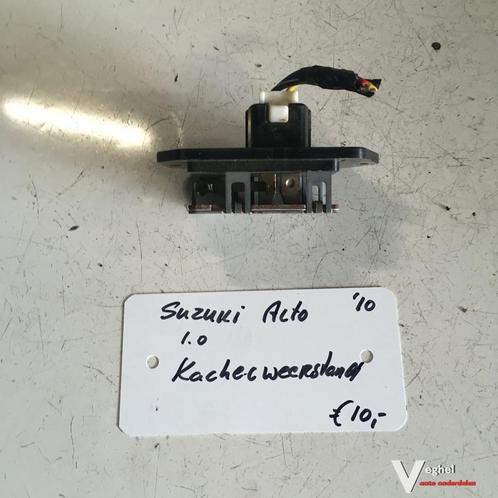 Suzuki Alto '10
1.0
Kachelweerstand
€10,-
Veghel
auto onderdelen